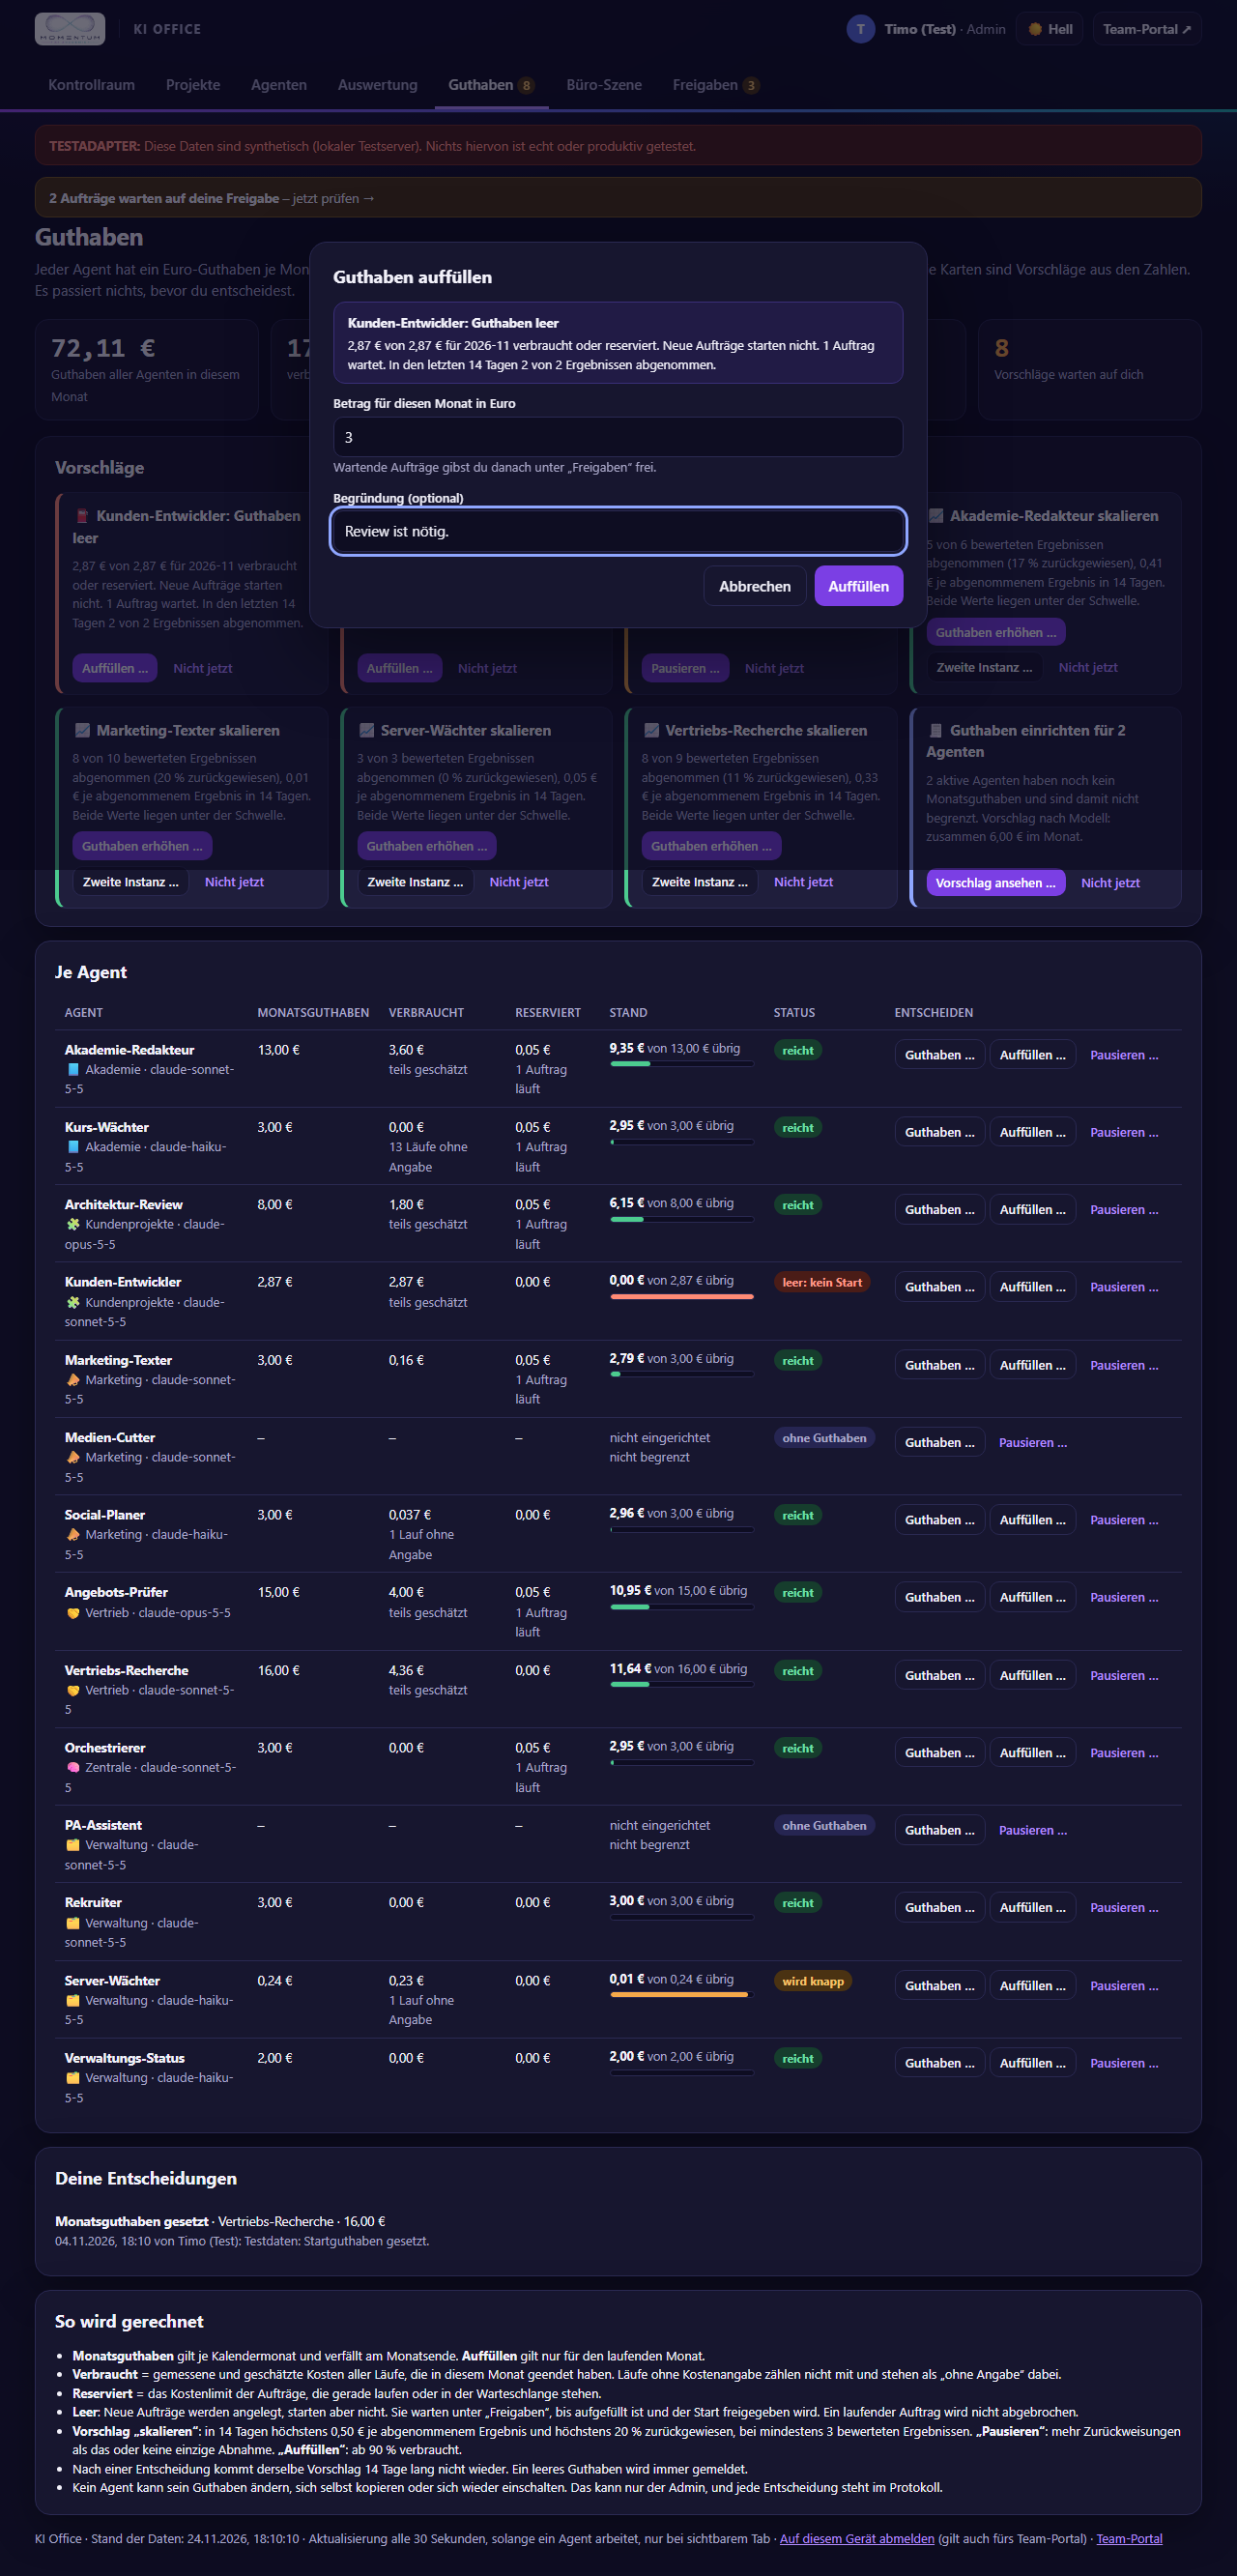 MOMENTUM
KI OFFICE
T Timo (Test) · Admin
Hell
Team-Portal ↗
Kontrollraum
Projekte
Agenten
Auswertung
Guthaben 8
Büro-Szene
Freigaben 3
TESTADAPTER: Diese Daten sind synthetisch (lokaler Testserver). Nichts hiervon ist echt oder produktiv getestet.
2 Aufträge warten auf deine Freigabe – jetzt prüfen →
Guthaben
Jeder Agent hat ein Euro-Guthaben je Mon
e Karten sind Vorschläge aus den Zahlen.
Es passiert nichts, bevor du entscheidest.
72,11 €
Guthaben aller Agenten in diesem
Monat
17
verb
8
Vorschläge warten auf dich
Guthaben auffüllen
Kunden-Entwickler: Guthaben leer
2,87 € von 2,87 € für 2026-11 verbraucht oder reserviert. Neue Aufträge starten nicht. 1 Auftrag
wartet. In den letzten 14 Tagen 2 von 2 Ergebnissen abgenommen.
Betrag für diesen Monat in Euro
3
Wartende Aufträge gibst du danach unter „Freigaben“ frei.
Begründung (optional)
Review ist nötig.
Abbrechen
Auffüllen
Vorschläge
Kunden-Entwickler: Guthaben
leer
2,87 € von 2,87 € für 2026-11 verbraucht
oder reserviert. Neue Aufträge starten
nicht. 1 Auftrag wartet. In den letzten 14
Tagen 2 von 2 Ergebnissen abgenommen.
Auffüllen ...
Nicht jetzt
Auffüllen ...
Nicht jetzt
Pausieren ...
Nicht jetzt
Akademie-Redakteur skalieren
5 von 6 bewerteten Ergebnissen
abgenommen (17 % zurückgewiesen), 0,41
€ je abgenommenem Ergebnis in 14 Tagen.
Beide Werte liegen unter der Schwelle.
Guthaben erhöhen ...
Zweite Instanz ...
Nicht jetzt
Marketing-Texter skalieren
8 von 10 bewerteten Ergebnissen
abgenommen (20 % zurückgewiesen), 0,01
€ je abgenommenem Ergebnis in 14 Tagen.
Beide Werte liegen unter der Schwelle.
Guthaben erhöhen ...
Zweite Instanz ...
Nicht jetzt
Server-Wächter skalieren
3 von 3 bewerteten Ergebnissen
abgenommen (0 % zurückgewiesen), 0,05 €
je abgenommenem Ergebnis in 14 Tagen.
Beide Werte liegen unter der Schwelle.
Guthaben erhöhen ...
Zweite Instanz ...
Nicht jetzt
Vertriebs-Recherche skalieren
8 von 9 bewerteten Ergebnissen
abgenommen (11 % zurückgewiesen), 0,33
€ je abgenommenem Ergebnis in 14 Tagen.
Beide Werte liegen unter der Schwelle.
Guthaben erhöhen ...
Zweite Instanz ...
Nicht jetzt
Guthaben einrichten für 2
Agenten
2 aktive Agenten haben noch kein
Monatsguthaben und sind damit nicht
begrenzt. Vorschlag nach Modell:
zusammen 6,00 € im Monat.
Vorschlag ansehen ...
Nicht jetzt
Je Agent
AGENT MONATSGUTHABEN VERBRAUCHT RESERVIERT STAND STATUS ENTSCHEIDEN
Akademie-Redakteur 13,00 € 3,60 € 0,05 € 9,35 € von 13,00 € übrig reicht Guthaben ... Auffüllen ... Pausieren ...
Akademie · claude-sonnet- teils geschätzt 1 Auftrag
5-5 läuft
Kurs-Wächter 3,00 € 0,00 € 0,05 € 2,95 € von 3,00 € übrig reicht Guthaben ... Auffüllen ... Pausieren ...
Akademie · claude-haiku- 13 Läufe ohne 1 Auftrag
5-5 Angabe läuft
Architektur-Review 8,00 € 1,80 € 0,05 € 6,15 € von 8,00 € übrig reicht Guthaben ... Auffüllen ... Pausieren ...
Kundenprojekte · claude- teils geschätzt 1 Auftrag
opus-5-5 läuft
Kunden-Entwickler 2,87 € 2,87 € 0,00 € 0,00 € von 2,87 € übrig leer: kein Start Guthaben ... Auffüllen ... Pausieren ...
Kundenprojekte · claude- teils geschätzt
sonnet-5-5
Marketing-Texter 3,00 € 0,16 € 0,05 € 2,79 € von 3,00 € übrig reicht Guthaben ... Auffüllen ... Pausieren ...
Marketing · claude-sonnet- 1 Auftrag
5-5 läuft
Medien-Cutter – – – nicht eingerichtet ohne Guthaben Guthaben ... Pausieren ...
Marketing · claude-sonnet- nicht begrenzt
5-5
Social-Planer 3,00 € 0,037 € 0,00 € 2,96 € von 3,00 € übrig reicht Guthaben ... Auffüllen ... Pausieren ...
Marketing · claude-haiku- 1 Lauf ohne
5-5 Angabe
Angebots-Prüfer 15,00 € 4,00 € 0,05 € 10,95 € von 15,00 € übrig reicht Guthaben ... Auffüllen ... Pausieren ...
Vertrieb · claude-opus-5-5 teils geschätzt 1 Auftrag
läuft
Vertriebs-Recherche 16,00 € 4,36 € 0,00 € 11,64 € von 16,00 € übrig reicht Guthaben ... Auffüllen ... Pausieren ...
Vertrieb · claude-sonnet-5- teils geschätzt
5
Orchestrierer 3,00 € 0,00 € 0,05 € 2,95 € von 3,00 € übrig reicht Guthaben ... Auffüllen ... Pausieren ...
Zentrale · claude-sonnet-5- 1 Auftrag
5 läuft
PA-Assistent – – – nicht eingerichtet ohne Guthaben Guthaben ... Pausieren ...
Verwaltung · claude- nicht begrenzt
sonnet-5-5
Rekruiter 3,00 € 0,00 € 0,00 € 3,00 € von 3,00 € übrig reicht Guthaben ... Auffüllen ... Pausieren ...
Verwaltung · claude-
sonnet-5-5
Server-Wächter 0,24 € 0,23 € 0,00 € 0,01 € von 0,24 € übrig wird knapp Guthaben ... Auffüllen ... Pausieren ...
Verwaltung · claude-haiku- 1 Lauf ohne
5-5 Angabe
Verwaltungs-Status 2,00 € 0,00 € 0,00 € 2,00 € von 2,00 € übrig reicht Guthaben ... Auffüllen ... Pausieren ...
Verwaltung · claude-haiku-
5-5
Deine Entscheidungen
Monatsguthaben gesetzt · Vertriebs-Recherche · 16,00 €
04.11.2026, 18:10 von Timo (Test): Testdaten: Startguthaben gesetzt.
So wird gerechnet
• Monatsguthaben gilt je Kalendermonat und verfällt am Monatsende. Auffüllen gilt nur für den laufenden Monat.
• Verbraucht = gemessene und geschätzte Kosten aller Läufe, die in diesem Monat geendet haben. Läufe ohne Kostenangabe zählen nicht mit und stehen als „ohne Angabe“ dabei.
• Reserviert = das Kostenlimit der Aufträge, die gerade laufen oder in der Warteschlange stehen.
• Leer: Neue Aufträge werden angelegt, starten aber nicht. Sie warten unter „Freigaben“, bis aufgefüllt ist und der Start freigegeben wird. Ein laufender Auftrag wird nicht abgebrochen.
• Vorschlag „skalieren“: in 14 Tagen höchstens 0,50 € je abgenommenem Ergebnis und höchstens 20 % zurückgewiesen, bei mindestens 3 bewerteten Ergebnissen. „Pausieren“: mehr Zurückweisungen
als das oder keine einzige Abnahme. „Auffüllen“: ab 90 % verbraucht.
• Nach einer Entscheidung kommt derselbe Vorschlag 14 Tage lang nicht wieder. Ein leeres Guthaben wird immer gemeldet.
• Kein Agent kann sein Guthaben ändern, sich selbst kopieren oder sich wieder einschalten. Das kann nur der Admin, und jede Entscheidung steht im Protokoll.
KI Office · Stand der Daten: 24.11.2026, 18:10:10 · Aktualisierung alle 30 Sekunden, solange ein Agent arbeitet, nur bei sichtbarem Tab · Auf diesem Gerät abmelden (gilt auch fürs Team-Portal) · Team-Portal